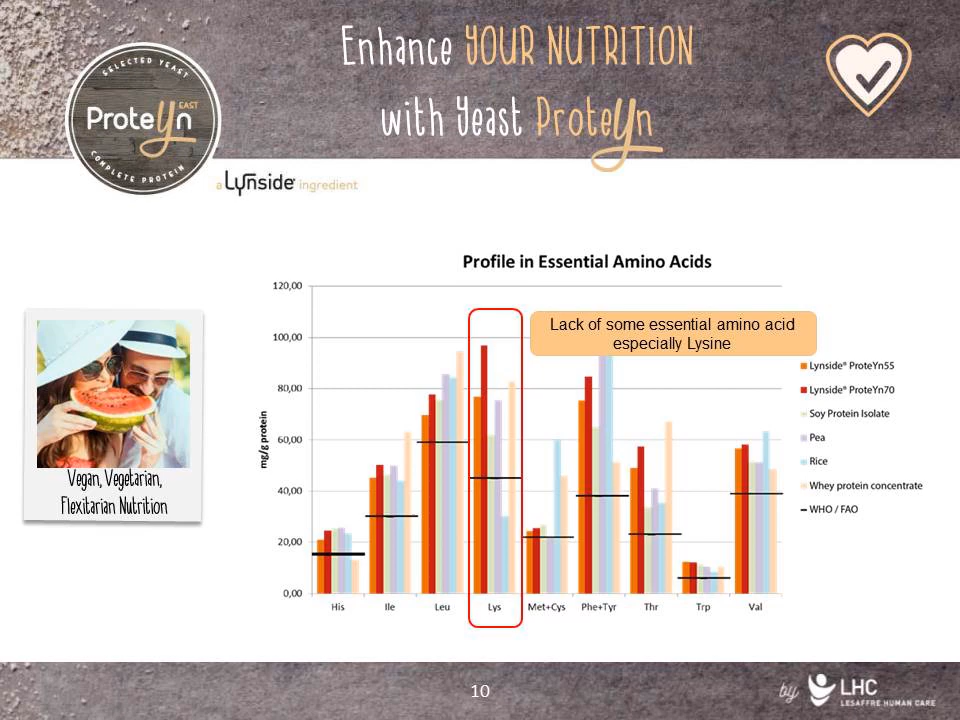 Enhance YOUR NUTRITION
with Yeast ProteYn
SELECTED YEAST
EAST
ProteYn
COMPLETE PROTEIN
a Lynside® ingredient
Profile in Essential Amino Acids
120,00
100,00
80,00
60,00
40,00
20,00
0,00
mg/g protein
Lack of some essential amino acid
especially Lysine
His Ile Leu Lys Met+Cys Phe+Tyr Thr Trp Val
Lynside® ProteYn55
Lynside® ProteYn70
Soy Protein Isolate
Pea
Rice
Whey protein concentrate
WHO / FAO
Vegan, Vegetarian,
Flexitarian Nutrition
10
by LHC
LESAFFRE HUMAN CARE